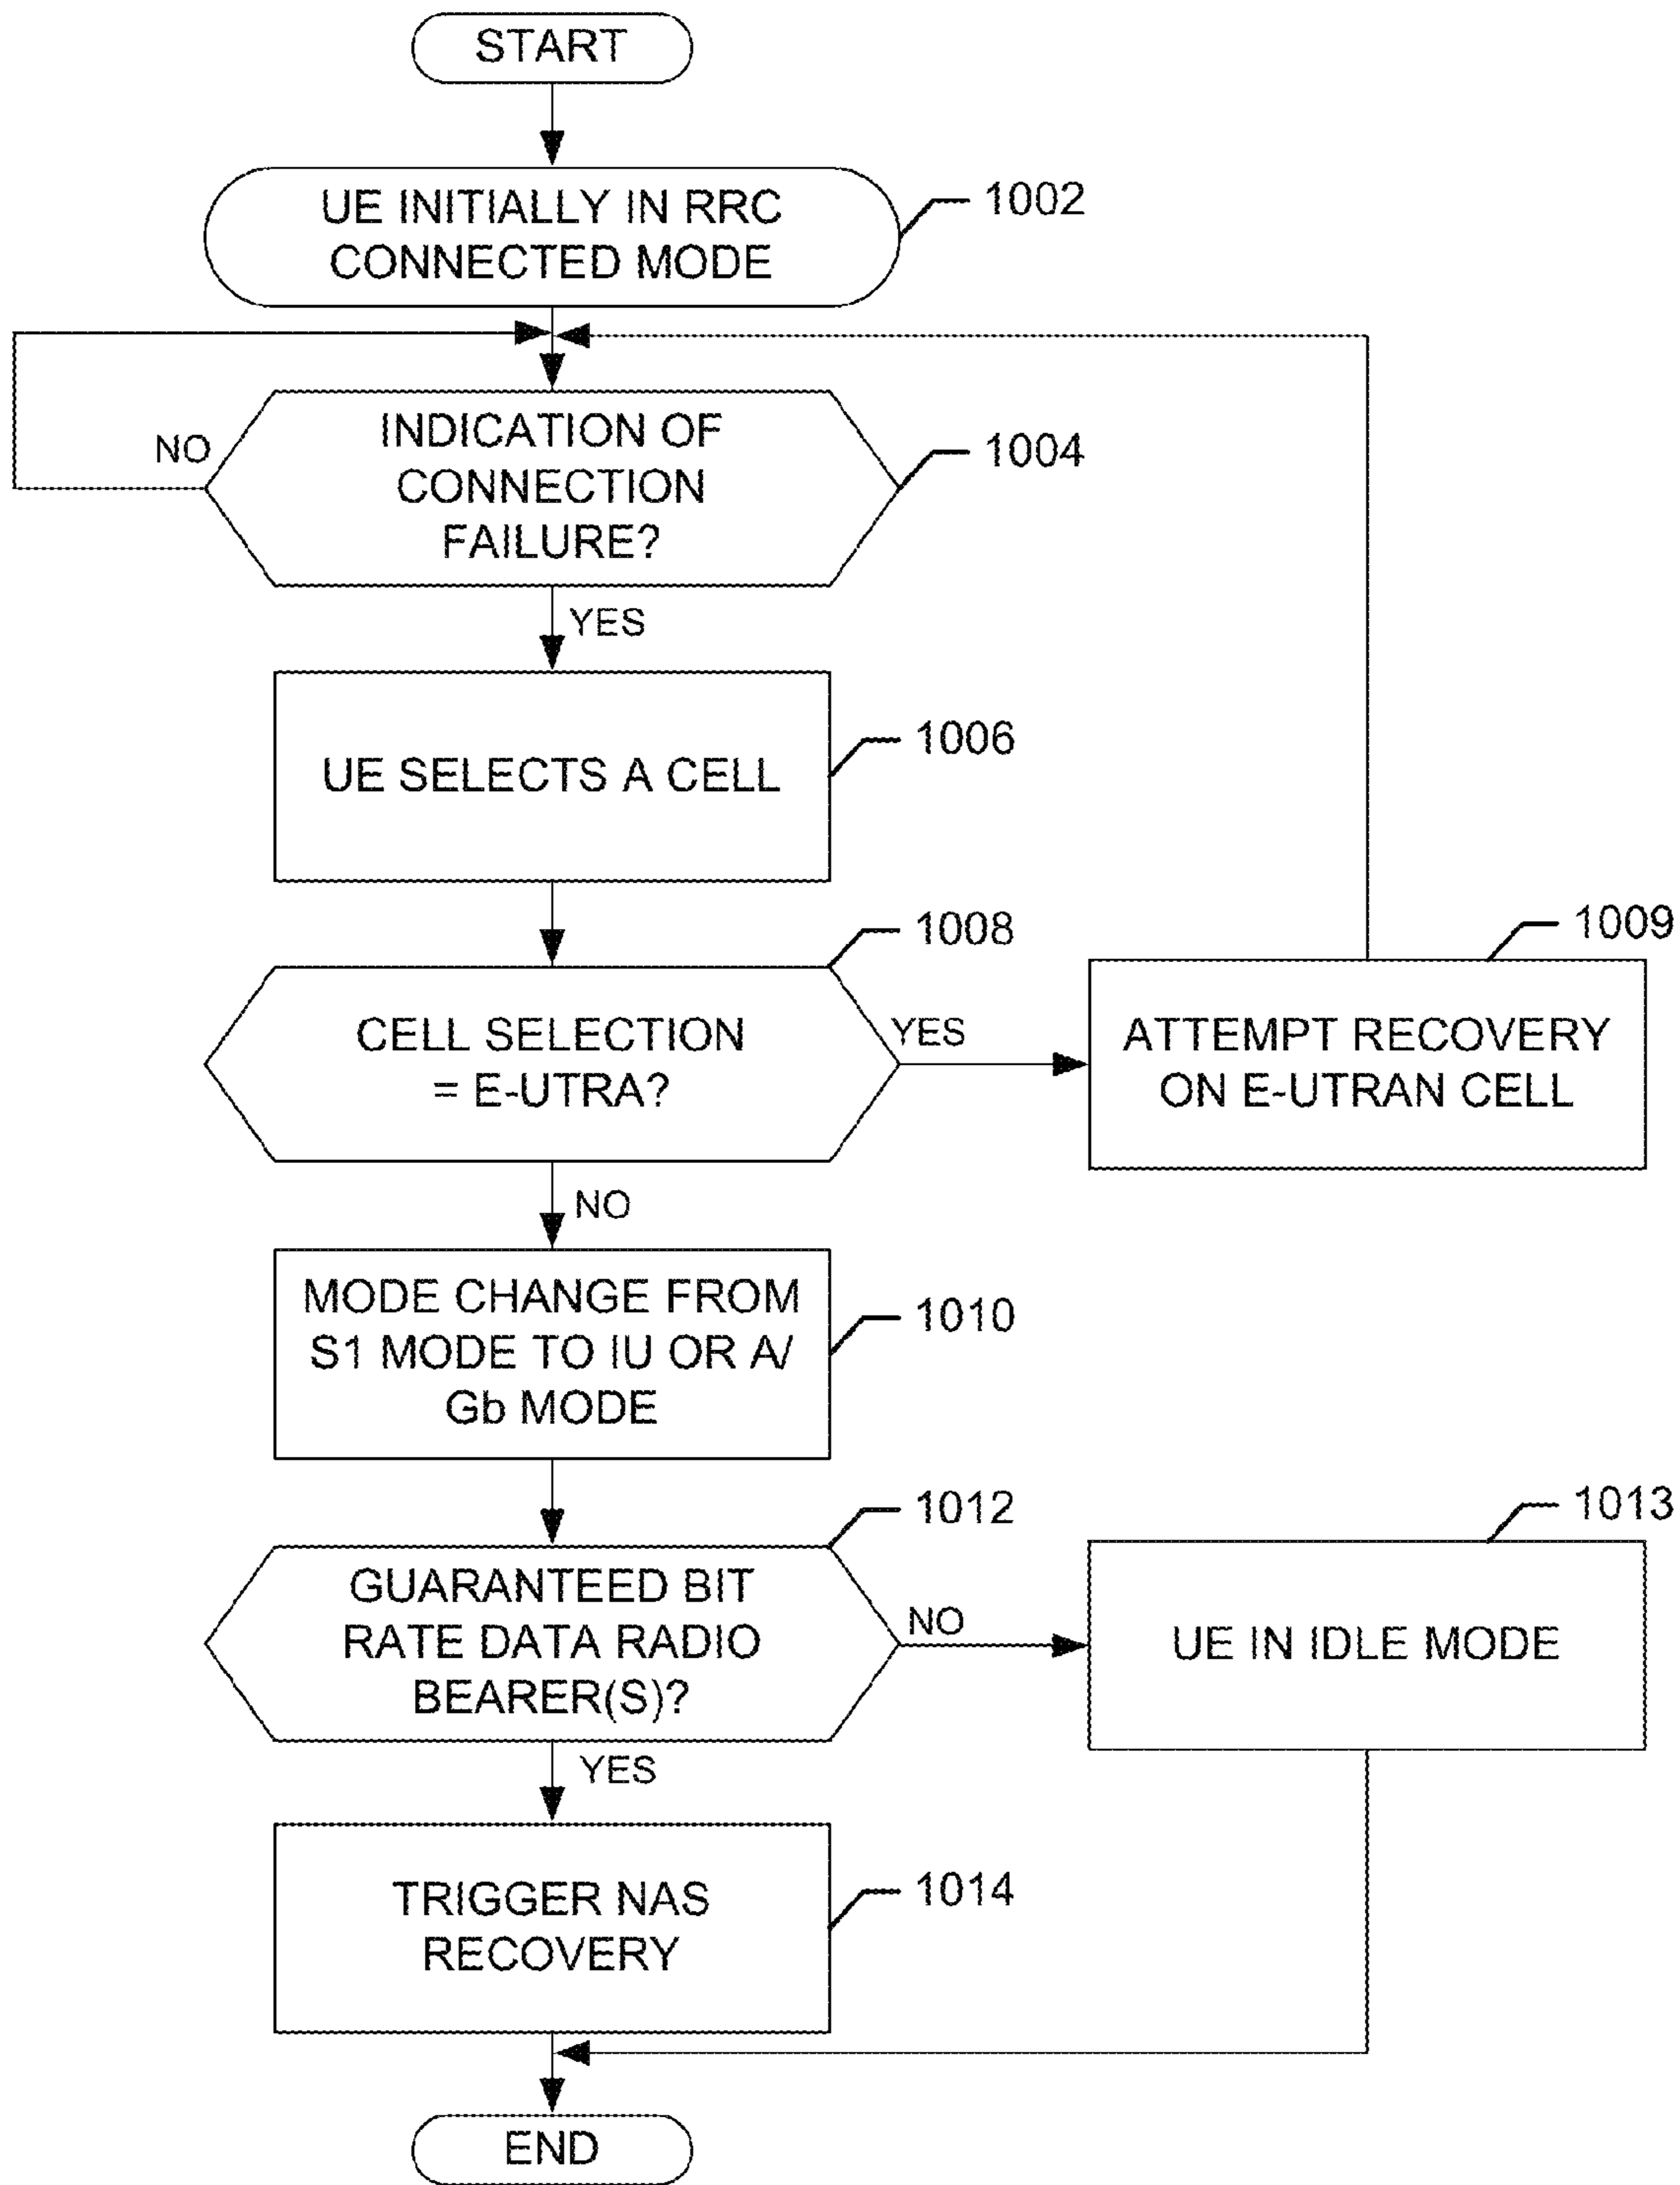 START
UE INITIALLY IN RRC
CONNECTED MODE
1002
INDICATION OF
CONNECTION
FAILURE?
1004
NO
YES
UE SELECTS A CELL
1006
CELL SELECTION
= E-UTRA?
1008
YES
ATTEMPT RECOVERY
ON E-UTRAN CELL
1009
NO
MODE CHANGE FROM
S1 MODE TO IU OR A/
Gb MODE
1010
GUARANTEED BIT
RATE DATA RADIO
BEARER(S)?
1012
NO
UE IN IDLE MODE
1013
YES
TRIGGER NAS
RECOVERY
1014
END